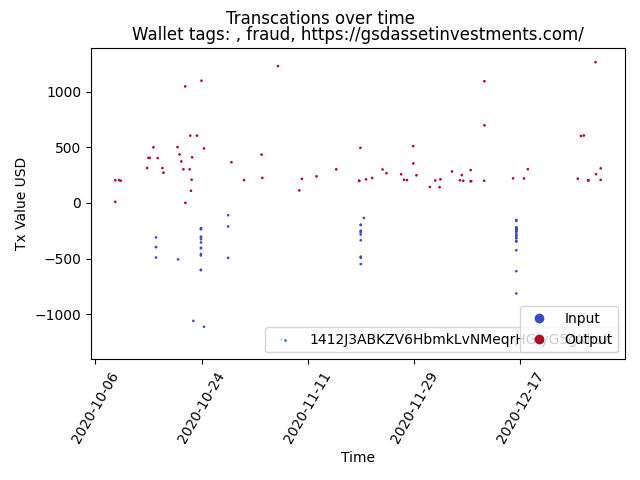 Transcations over time
Wallet tags: , fraud, https://gsdassetinvestments.com/
Tx Value USD
1000
500
0
−500
−1000
1412J3ABKZV6HbmkLvNMeqr
Input
Output
2020-10-06
2020-10-24
2020-11-11
2020-11-29
2020-12-17
Time